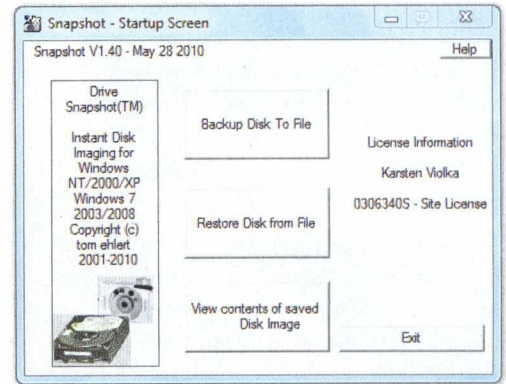 Snapshot - Startup Screen
Snapshot V1.40 - May 28 2010
Help
Drive
Snapshot(TM)
Instant Disk
Imaging for
Windows
NT/2000/XP
Windows 7
2003/2008
Copyright (c)
tom ehlert
2001-2010
Backup Disk To File
Restore Disk from File
View contents of saved
Disk Image
License Information
Karsten Violka
0306340S - Site License
Exit